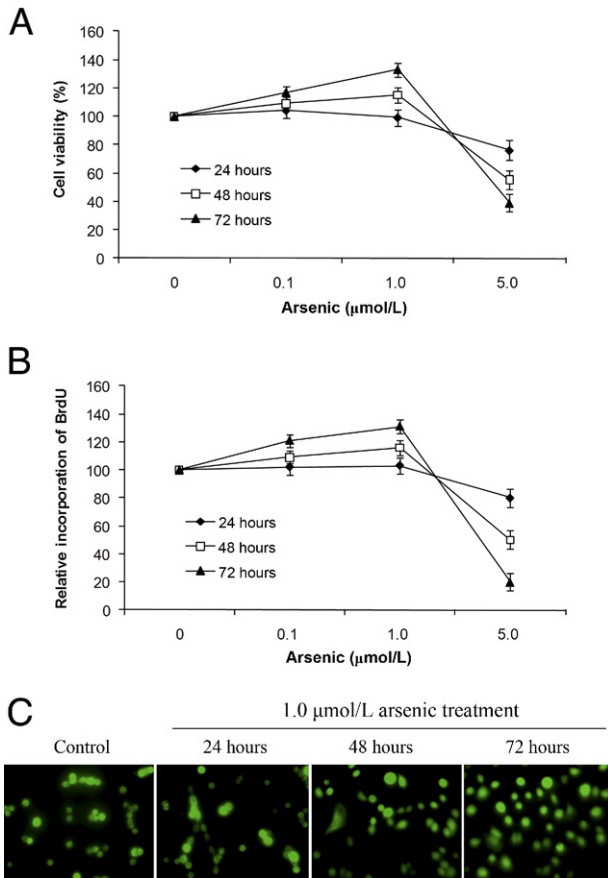 A
Cell viability (%)
160
140
120
100
80
60
40
20
0
24 hours
48 hours
72 hours
0 0.1 1.0 5.0
Arsenic (μmol/L)
B
Relative incorporation of BrdU
160
140
120
100
80
60
40
20
0
24 hours
48 hours
72 hours
0 0.1 1.0 5.0
Arsenic (μmol/L)
C
1.0 μmol/L arsenic treatment
Control 24 hours 48 hours 72 hours